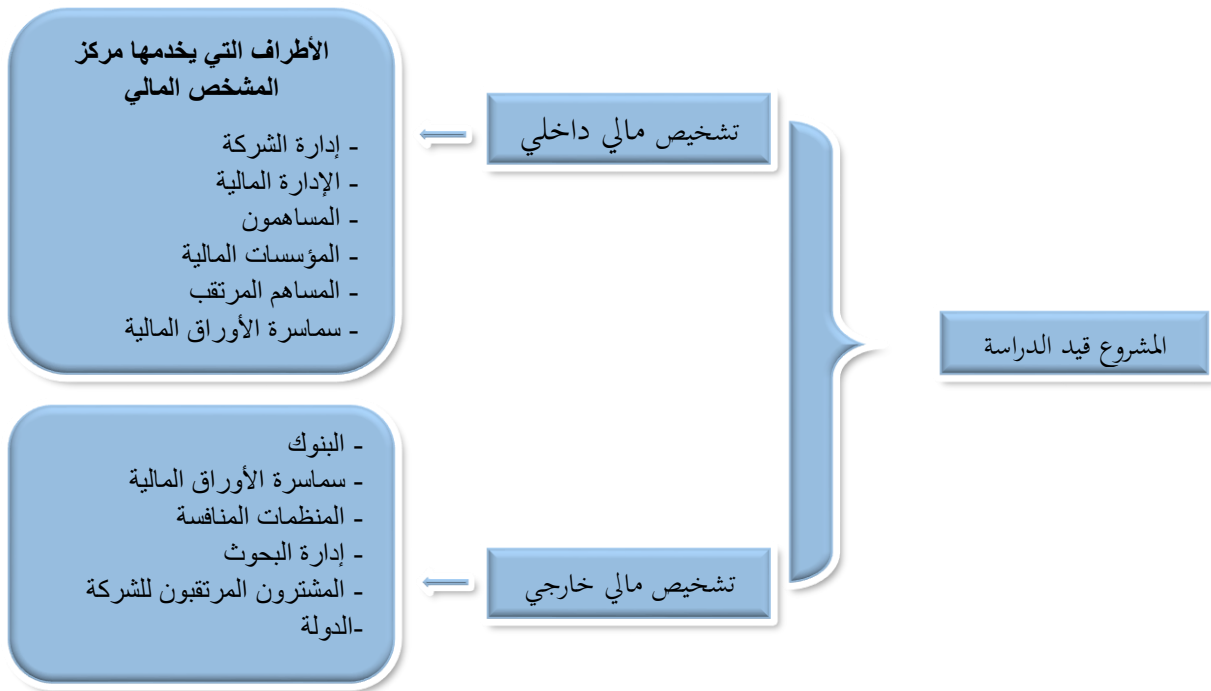 المشروع قيد الدراسة
تشخيص مالي داخلي
الأطراف التي يخدمها مركز
المشخص المالي
- إدارة الشركة
- الإدارة المالية
- المساهمون
- المؤسسات المالية
- المساهم المرتقب
- سماسرة الأوراق المالية
تشخيص مالي خارجي
- البنوك
- سماسرة الأوراق المالية
- المنظمات المنافسة
- إدارة البحوث
- المشترون المرتقبون للشركة
-الدولة